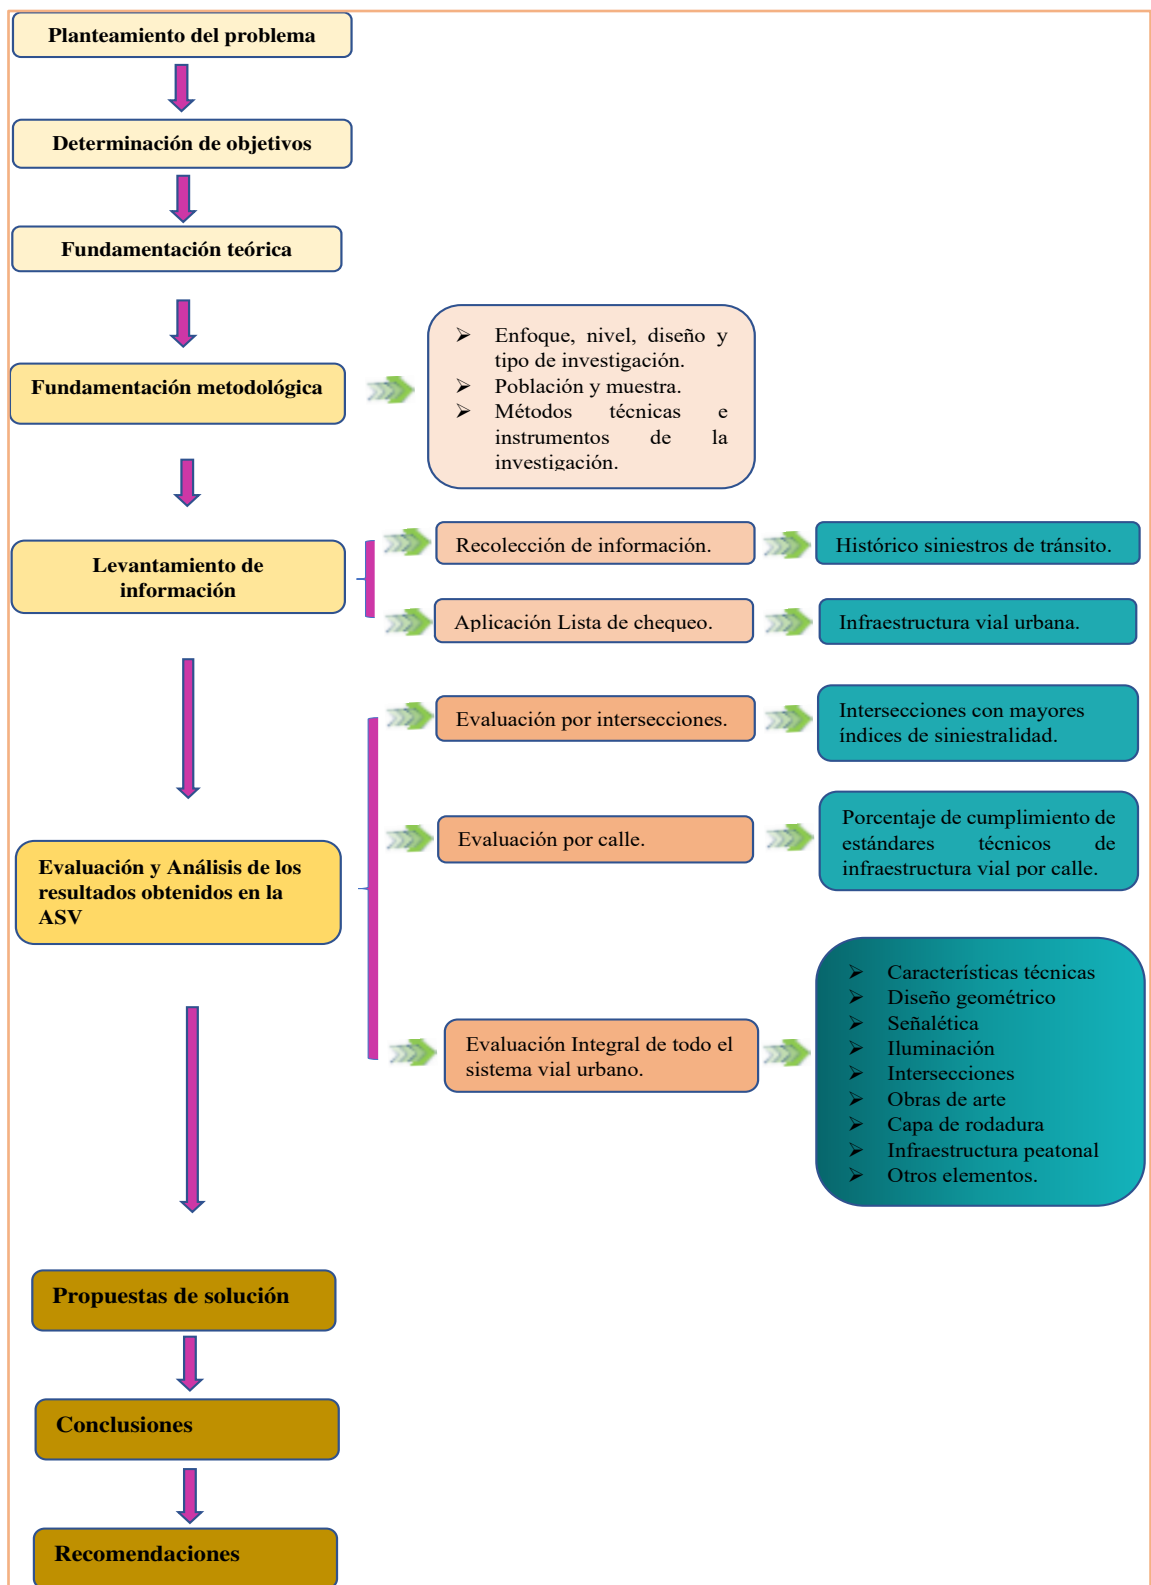 Planteamiento del problema
Determinación de objetivos
Fundamentación teórica
Fundamentación metodológica
➢ Enfoque, nivel, diseño y
tipo de investigación.
➢ Población y muestra.
➢ Métodos técnicas e
instrumentos de la
investigación.
Levantamiento de
información
Recolección de información.
Histórico siniestros de tránsito.
Aplicación Lista de chequeo.
Infraestructura vial urbana.
Evaluación y Análisis de los
resultados obtenidos en la
ASV
Evaluación por intersecciones.
Intersecciones con mayores
índices de siniestralidad.
Evaluación por calle.
Porcentaje de cumplimiento de
estándares técnicos de
infraestructura vial por calle.
Evaluación Integral de todo el
sistema vial urbano.
➢ Características técnicas
➢ Diseño geométrico
➢ Señalética
➢ Iluminación
➢ Intersecciones
➢ Obras de arte
➢ Capa de rodadura
➢ Infraestructura peatonal
➢ Otros elementos.
Propuestas de solución
Conclusiones
Recomendaciones